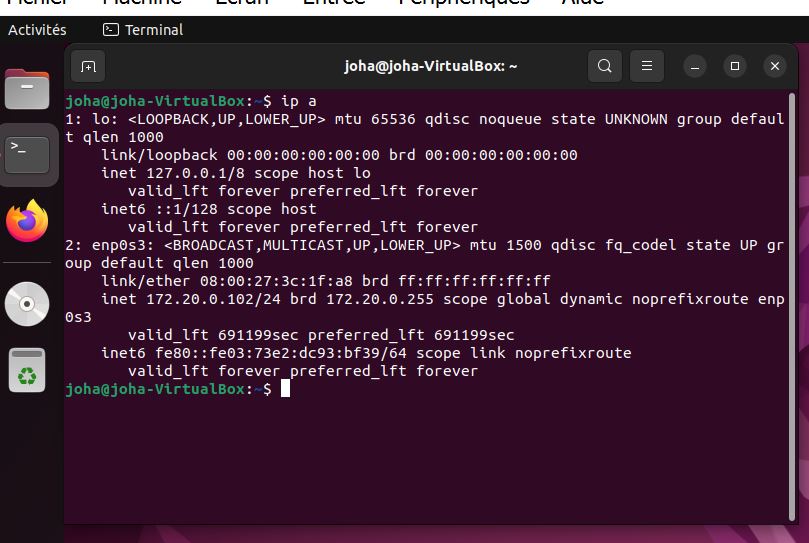 Fichier Machine Écran Entrée Périphériques Aide
Activités Terminal
joha@joha-VirtualBox: ~
joha@joha-VirtualBox:~$ ip a
1: lo: <LOOPBACK,UP,LOWER_UP> mtu 65536 qdisc noqueue state UNKNOWN group defaul
t qlen 1000
    link/loopback 00:00:00:00:00:00 brd 00:00:00:00:00:00
    inet 127.0.0.1/8 scope host lo
       valid_lft forever preferred_lft forever
    inet6 ::1/128 scope host
       valid_lft forever preferred_lft forever
2: enp0s3: <BROADCAST,MULTICAST,UP,LOWER_UP> mtu 1500 qdisc fq_codel state UP gr
oup default qlen 1000
    link/ether 08:00:27:3c:1f:a8 brd ff:ff:ff:ff:ff:ff
    inet 172.20.0.102/24 brd 172.20.0.255 scope global dynamic noprefixroute enp
0s3
       valid_lft 691199sec preferred_lft 691199sec
    inet6 fe80::fe03:73e2:dc93:bf39/64 scope link noprefixroute
       valid_lft forever preferred_lft forever
joha@joha-VirtualBox:~$